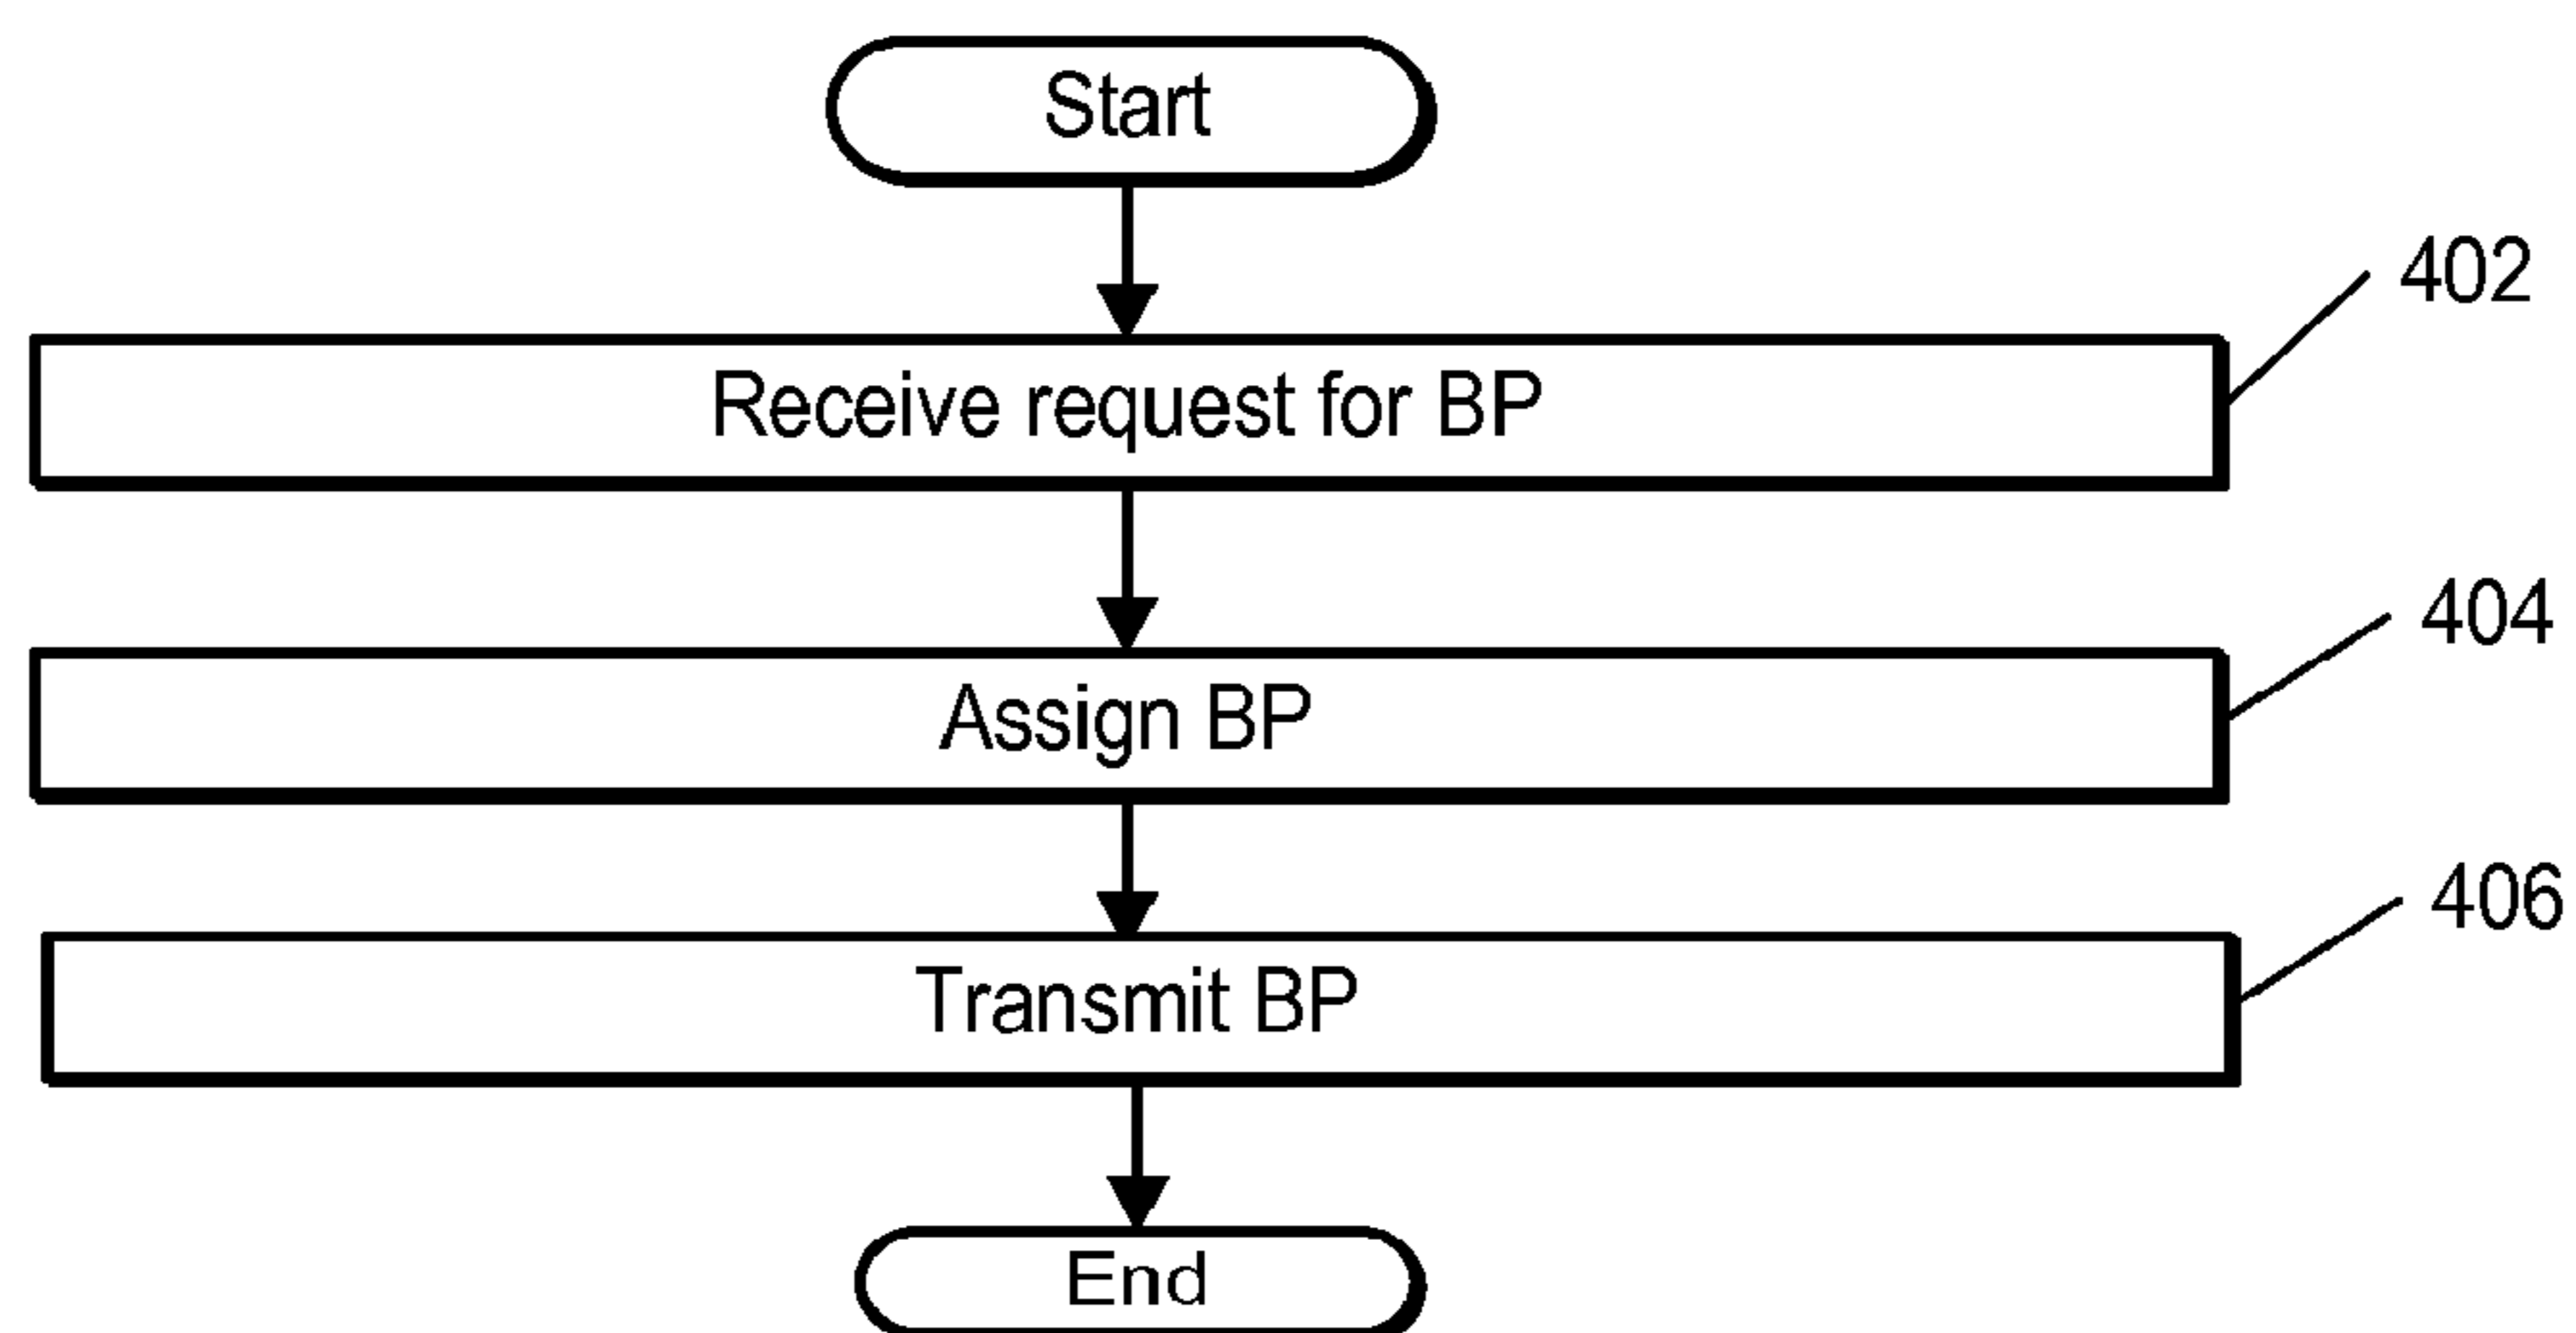 Start
402
Receive request for BP
404
Assign BP
406
Transmit BP
End